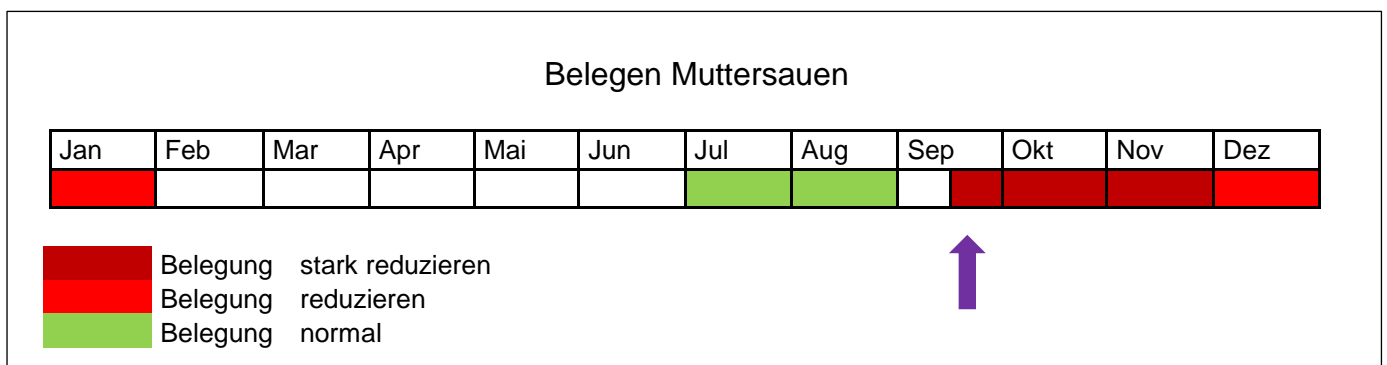 Belegen Muttersauen
Jan Feb Mar Apr Mai Jun Jul Aug Sep Okt Nov Dez
Belegung stark reduzieren
Belegung reduzieren
Belegung normal